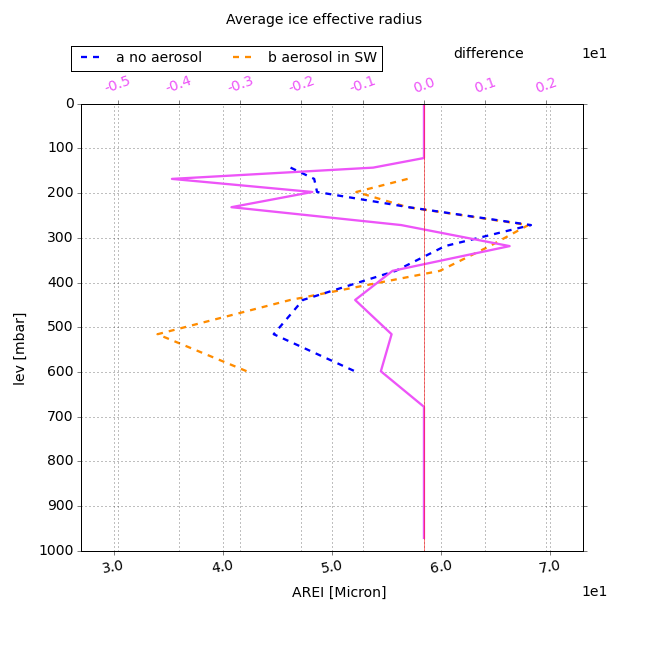 Average ice effective radius
a no aerosol b aerosol in SW difference 1e1
-0.5 -0.4 -0.3 -0.2 -0.1 0.0 0.1 0.2
0
100
200
300
400
500
600
700
800
900
1000
lev [mbar]
3.0 4.0 5.0 6.0 7.0
AREI [Micron] 1e1